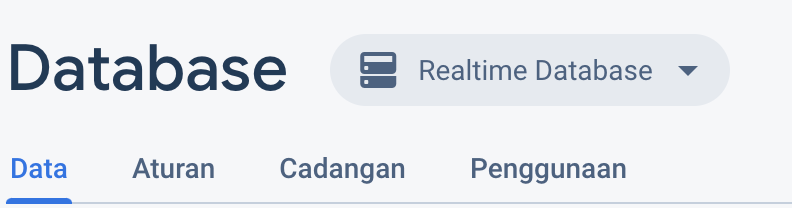 Database Realtime Database
Data Aturan Cadangan Penggunaan